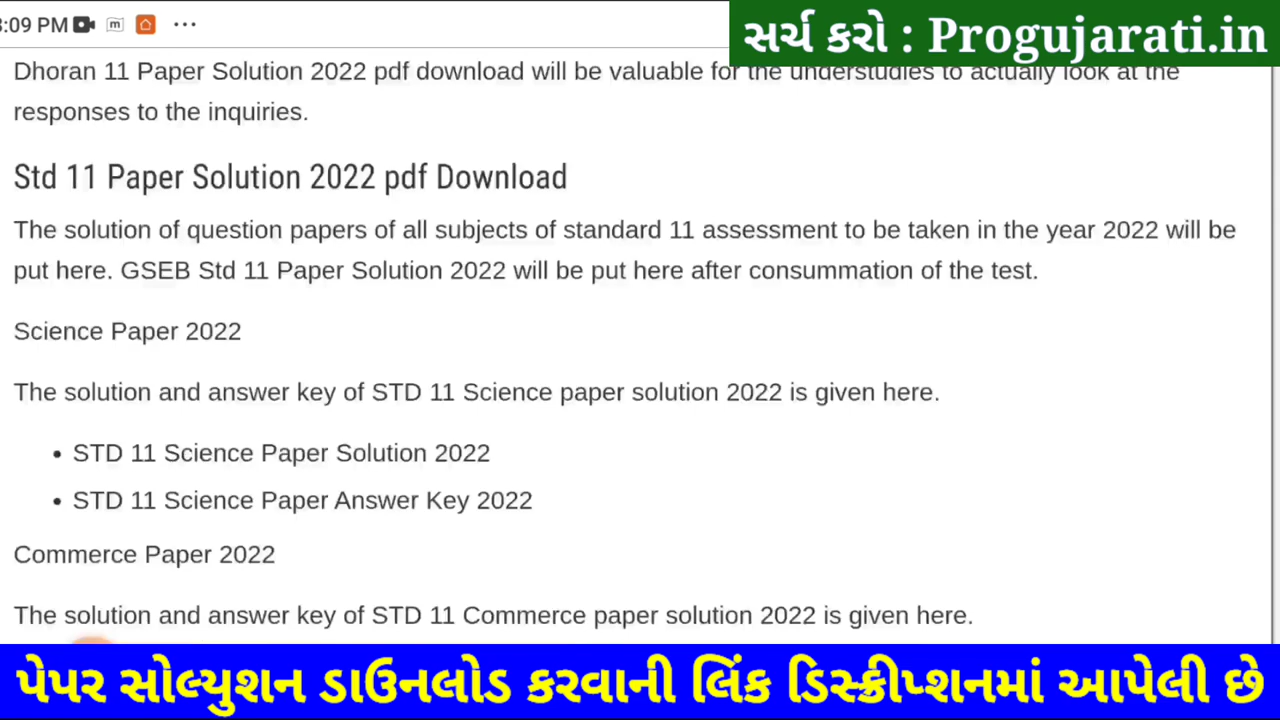 :09 PM
સર્ચ કરો : Progujarati.in
Dhoran 11 Paper Solution 2022 pdf download will be valuable for the understudies to actually look at the
responses to the inquiries.
Std 11 Paper Solution 2022 pdf Download
The solution of question papers of all subjects of standard 11 assessment to be taken in the year 2022 will be
put here. GSEB Std 11 Paper Solution 2022 will be put here after consummation of the test.
Science Paper 2022
The solution and answer key of STD 11 Science paper solution 2022 is given here.
• STD 11 Science Paper Solution 2022
• STD 11 Science Paper Answer Key 2022
Commerce Paper 2022
The solution and answer key of STD 11 Commerce paper solution 2022 is given here.
પેપર સોલ્યુશન ડાઉનલોડ કરવાની લિંક ડિસ્ક્રીપ્શનમાં આપેલી છે